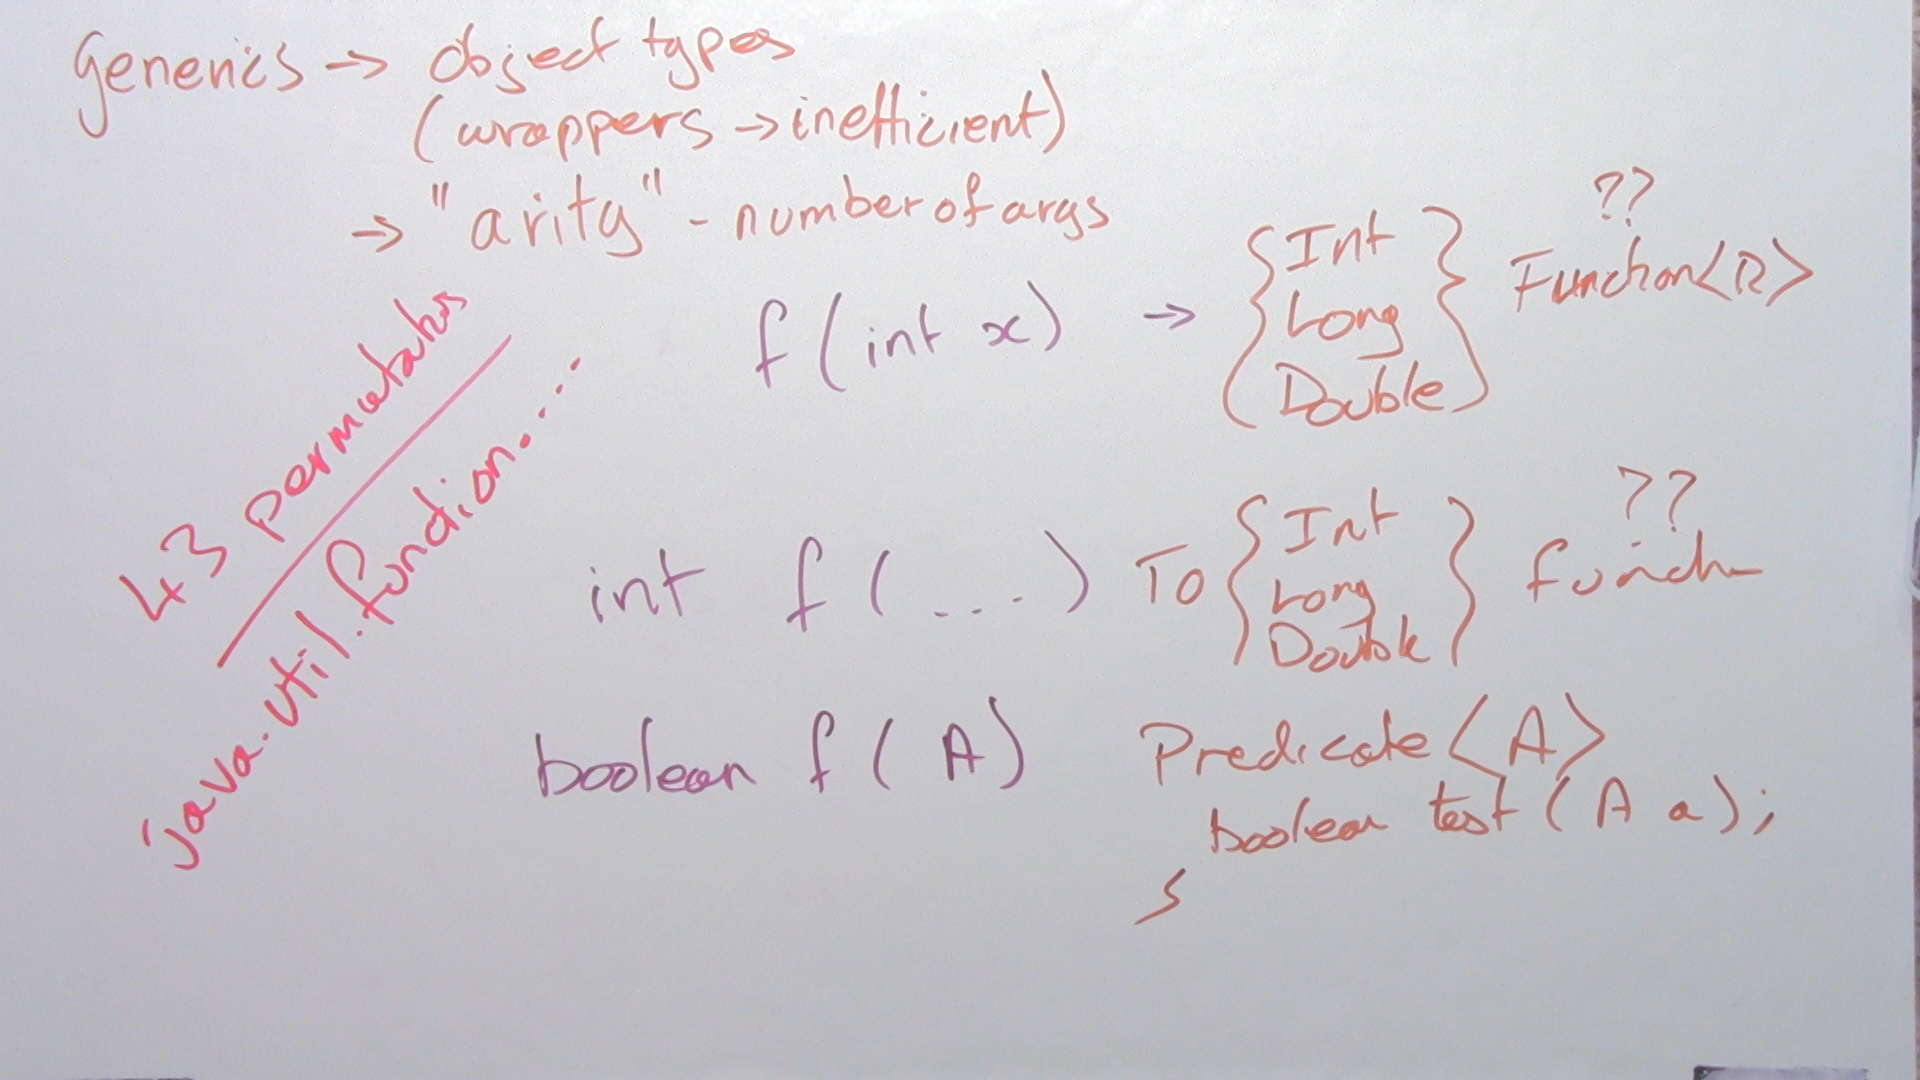 Generics → object types
(wrappers → inefficient)
→ "arity" - number of args
f(int x) → {Int Long Double} ?? Function<R>
int f(...) To {Int Long Double} ??
boolean f(A) Predicate<A>
boolean test(A a);
43 permutations
java.util.function....